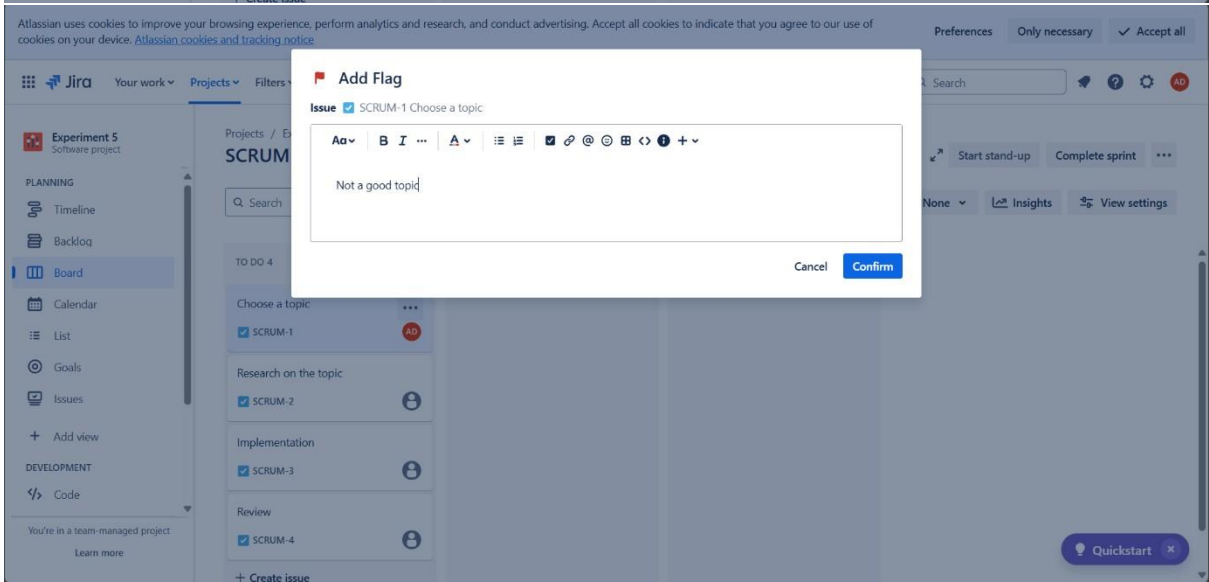 + Create issue
Atlassian uses cookies to improve your browsing experience, perform analytics and research, and conduct advertising. Accept all cookies to indicate that you agree to our use of
cookies on your device. Atlassian cookies and tracking notice
Preferences Only necessary Accept all
Jira Your work Projects Filters
Search
AD
Add Flag
Issue SCRUM-1 Choose a topic
Aa B I ... A @ <> +
Not a good topic
Cancel Confirm
Experiment 5
Software project
PLANNING
Timeline
Backlog
Board
Calendar
List
Goals
Issues
+ Add view
DEVELOPMENT
</> Code
You're in a team-managed project
Learn more
Projects /
SCRUM
Start stand-up Complete sprint ...
Search
None Insights View settings
TO DO 4
Choose a topic ...
SCRUM-1 AD
Research on the topic
SCRUM-2
Implementation
SCRUM-3
Review
SCRUM-4
+ Create issue
Quickstart ×